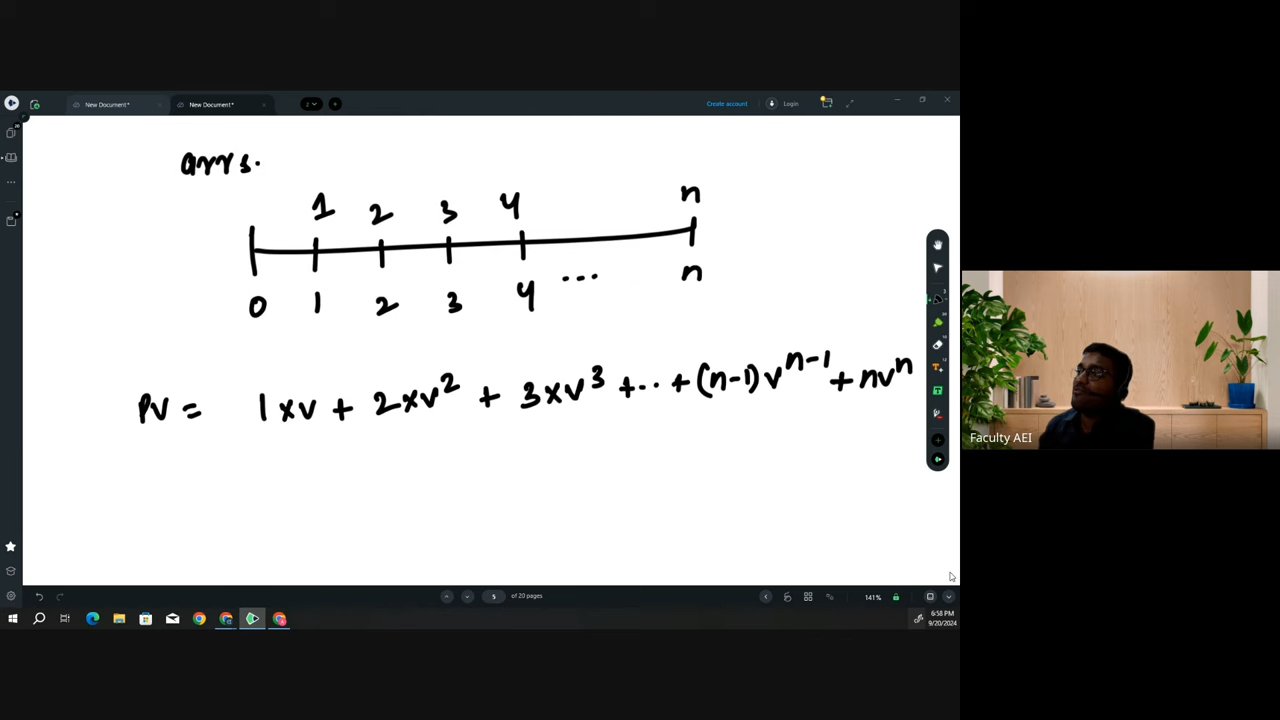 New Document*
New Document*
2
Create account
Login
arrs.
1 2 3 4 n
0 1 2 3 4 ... n
PV = 1×v + 2×v² + 3×v³ +... + (n-1)v^{n-1} + nv^n
Faculty AEI
5 of 20 pages
141%
6:58 PM
9/20/2024